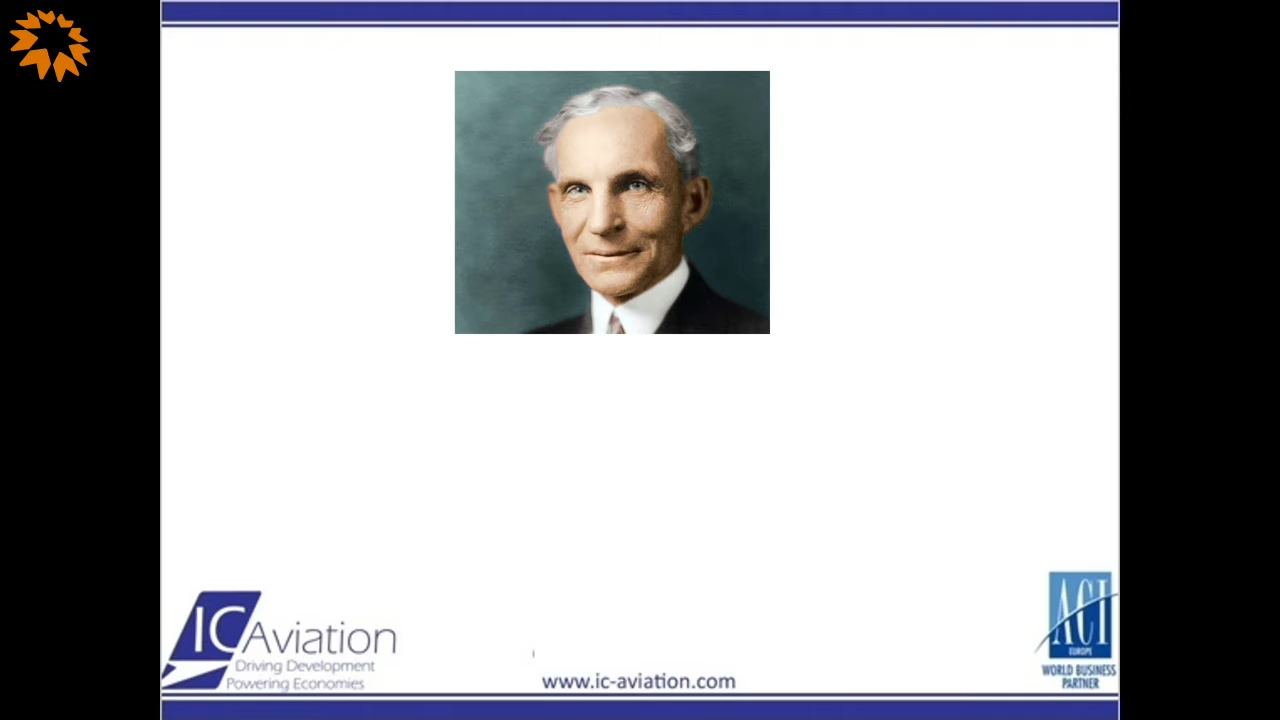 IC Aviation
Driving Development
Powering Economies
www.ic-aviation.com
ACI
EUROPE
WORLD BUSINESS
PARTNER